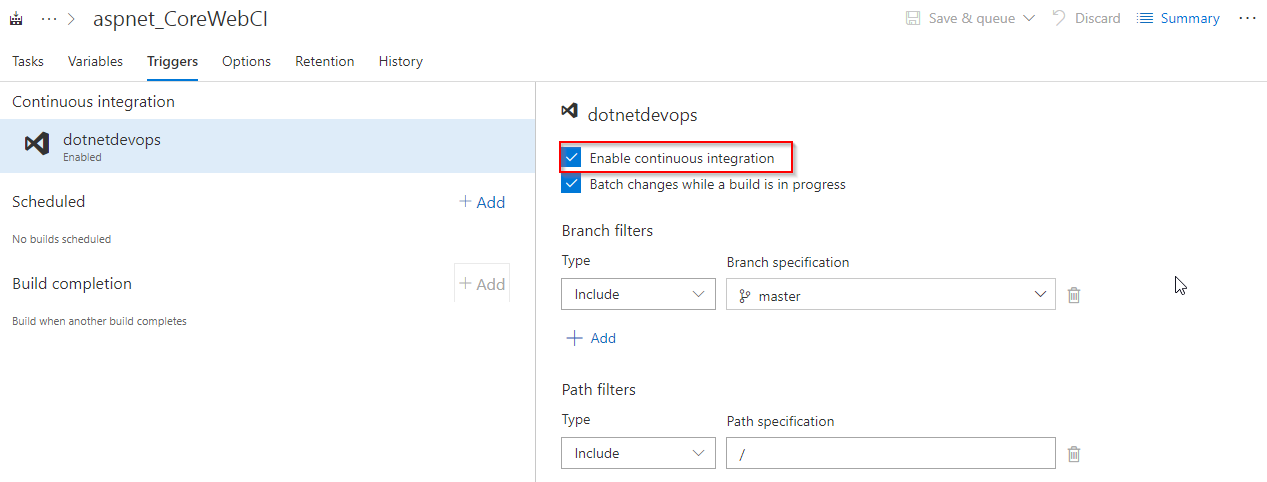 ··· > aspnet_CoreWebCI
Save & queue Discard Summary ···
Tasks Variables Triggers Options Retention History
Continuous integration
dotnetdevops
Enabled
Scheduled
+ Add
No builds scheduled
Build completion
+ Add
Build when another build completes
dotnetdevops
Enable continuous integration
Batch changes while a build is in progress
Branch filters
Type Branch specification
Include master
+ Add
Path filters
Type Path specification
Include /